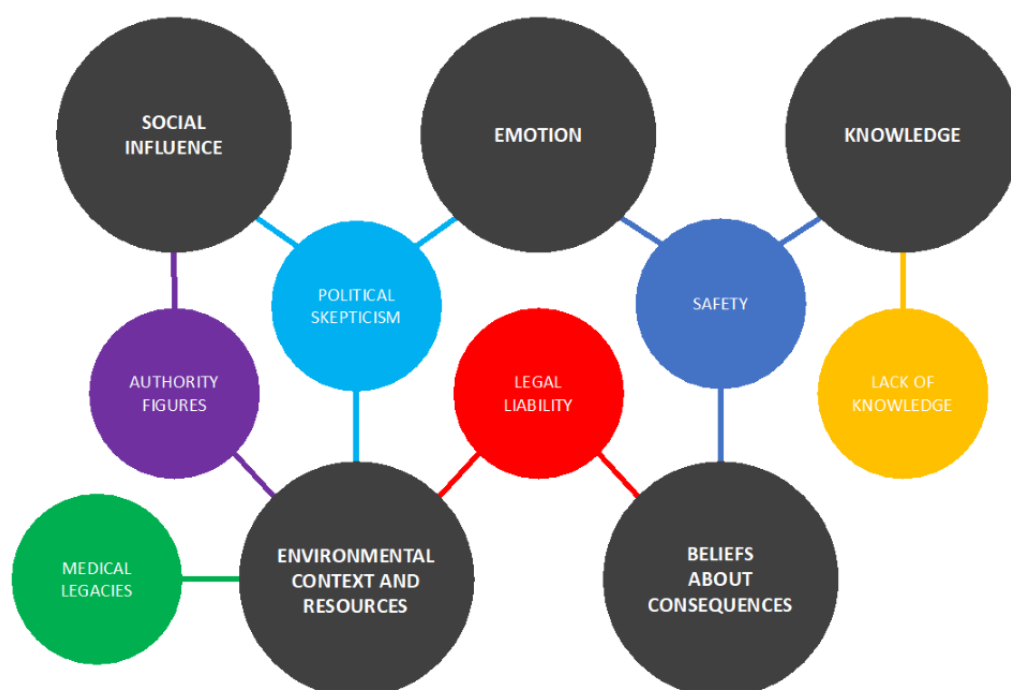 SOCIAL
INFLUENCE
EMOTION
KNOWLEDGE
POLITICAL
SKEPTICISM
SAFETY
AUTHORITY
FIGURES
LEGAL
LIABILITY
LACK OF
KNOWLEDGE
MEDICAL
LEGACIES
ENVIRONMENTAL
CONTEXT AND
RESOURCES
BELIEFS
ABOUT
CONSEQUENCES